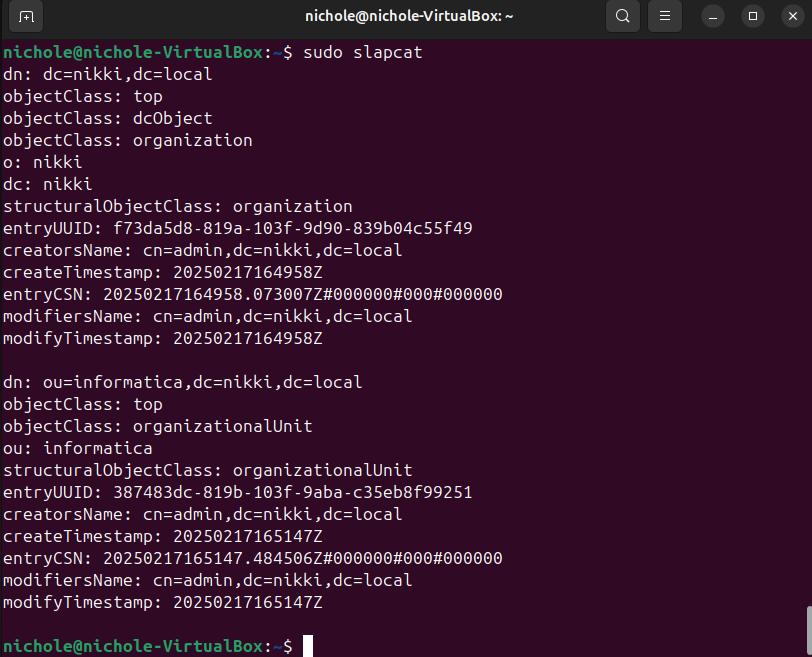 nichole@nichole-VirtualBox: ~
nichole@nichole-VirtualBox:~$ sudo slapcat
dn: dc=nikki,dc=local
objectClass: top
objectClass: dcObject
objectClass: organization
o: nikki
dc: nikki
structuralObjectClass: organization
entryUUID: f73da5d8-819a-103f-9d90-839b04c55f49
creatorsName: cn=admin,dc=nikki,dc=local
createTimestamp: 20250217164958Z
entryCSN: 20250217164958.073007Z#000000#000#000000
modifiersName: cn=admin,dc=nikki,dc=local
modifyTimestamp: 20250217164958Z

dn: ou=informatica,dc=nikki,dc=local
objectClass: top
objectClass: organizationalUnit
ou: informatica
structuralObjectClass: organizationalUnit
entryUUID: 387483dc-819b-103f-9aba-c35eb8f99251
creatorsName: cn=admin,dc=nikki,dc=local
createTimestamp: 20250217165147Z
entryCSN: 20250217165147.484506Z#000000#000#000000
modifiersName: cn=admin,dc=nikki,dc=local
modifyTimestamp: 20250217165147Z

nichole@nichole-VirtualBox:~$